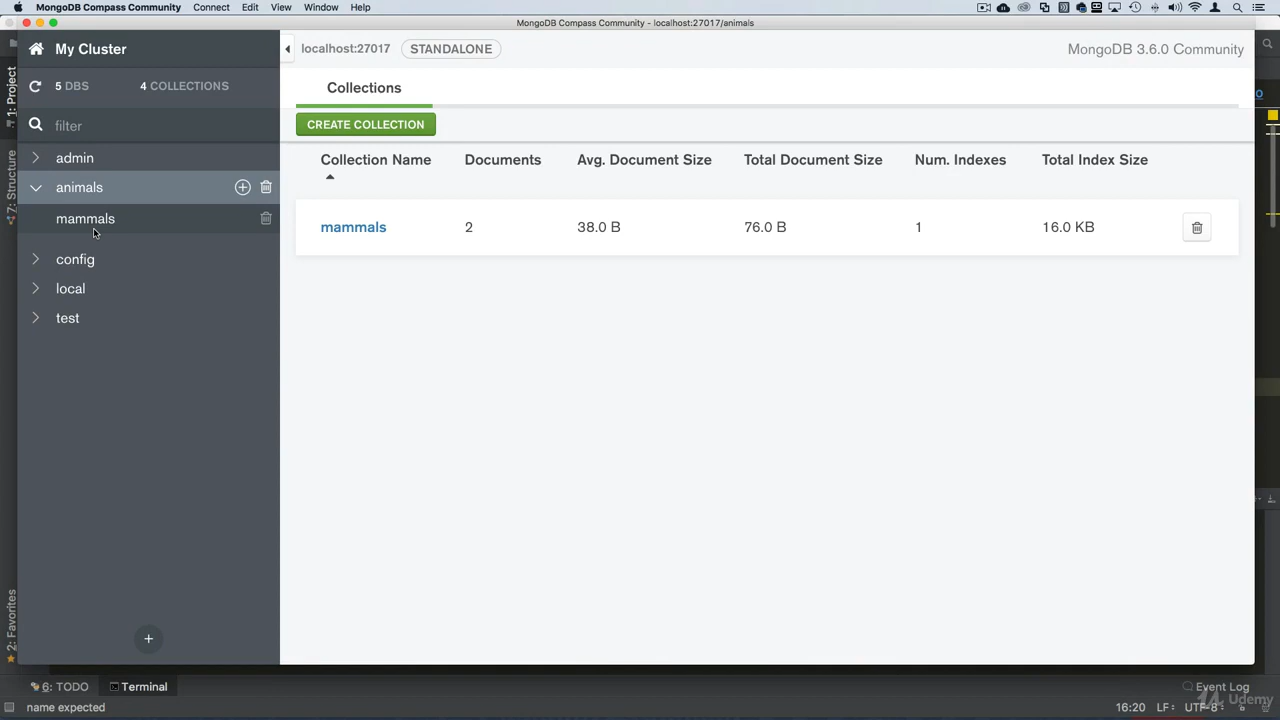 MongoDB Compass Community Connect Edit View Window Help
MongoDB Compass Community - localhost:27017/animals
My Cluster
localhost:27017 STANDALONE
MongoDB 3.6.0 Community
5 DBS 4 COLLECTIONS
Collections
filter
CREATE COLLECTION
admin
animals
mammals
config
local
test
Collection Name Documents Avg. Document Size Total Document Size Num. Indexes Total Index Size
mammals 2 38.0 B 76.0 B 1 16.0 KB
1: Project
7: Structure
2: Favorites
6: TODO Terminal
Event Log
name expected
16:20 LF: UTF-8:
Udemy